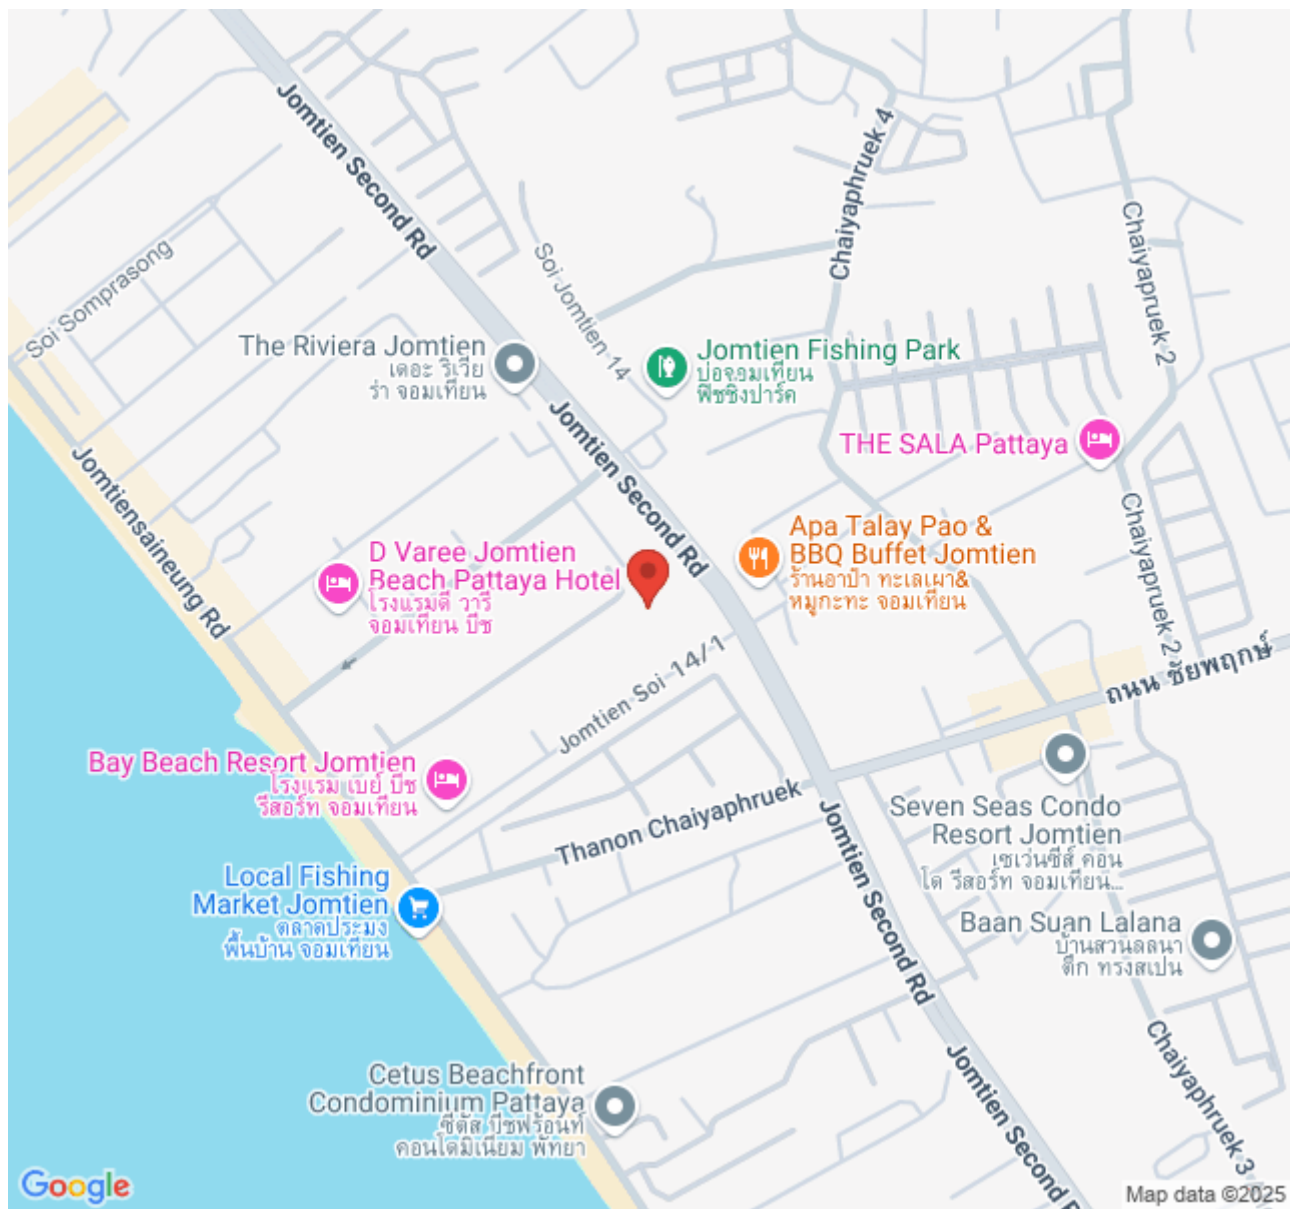 Jomtien Second Rd
Chaiyaphruek 4
Chaiyapruek 2
Soi Somprasong
Soi Jomtien 14
The Riviera Jomtien
เดอะ ริเวีย
ร่า จอมเทียน
Jomtien Fishing Park
บ่อจอมเทียน
ฟิชชิ่งปาร์ค
Jomtien Second Rd
THE SALA Pattaya
Jomtiensaineung Rd
Chaiyapruek 2
Apa Talay Pao &
BBQ Buffet Jomtien
ร้านอาป๋า ทะเลเผา&
หมูกะทะ จอมเทียน
D Varee Jomtien
Beach Pattaya Hotel
โรงแรมดี วารี
จอมเทียน บีช
Jomtien Soi 14/1
ถนน ชัยพฤกษ์
Bay Beach Resort Jomtien
โรงแรม เบย์ บีช
รีสอร์ท จอมเทียน
Thanon Chaiyaphruek
Seven Seas Condo
Resort Jomtien
เซเว่นซีส์ คอน
โด รีสอร์ท จอมเทียน...
Jomtien Second Rd
Local Fishing
Market Jomtien
ตลาดประมง
พื้นบ้าน จอมเทียน
Baan Suan Lalana
บ้านสวนลลนา
ตึก ทรงสเปน
Cetus Beachfront
Condominium Pattaya
ซีตัส บีชฟร้อนท์
คอนโดมิเนียม พัทยา
Jomtien Second Rd
Chaiyaphruek 3
Google
Map data ©2025